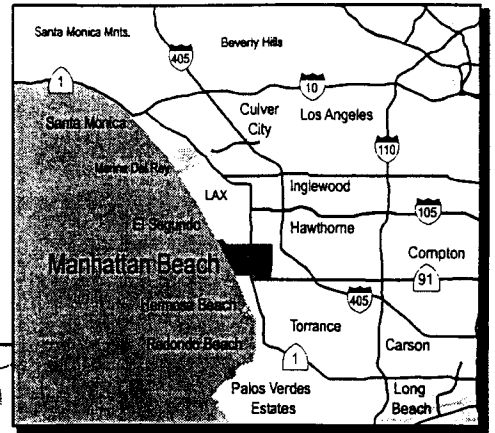 Santa Monica Mnts.
Beverly Hills
405
1
10
Culver
City
Los Angeles
Santa Monica
110
Marina Del Rey
Inglewood
LAX
105
El Segundo
Hawthorne
Manhattan Beach
Compton
91
Hermosa Beach
405
Torrance
Redondo Beach
Carson
1
Palos Verdes
Estates
Long
Beach